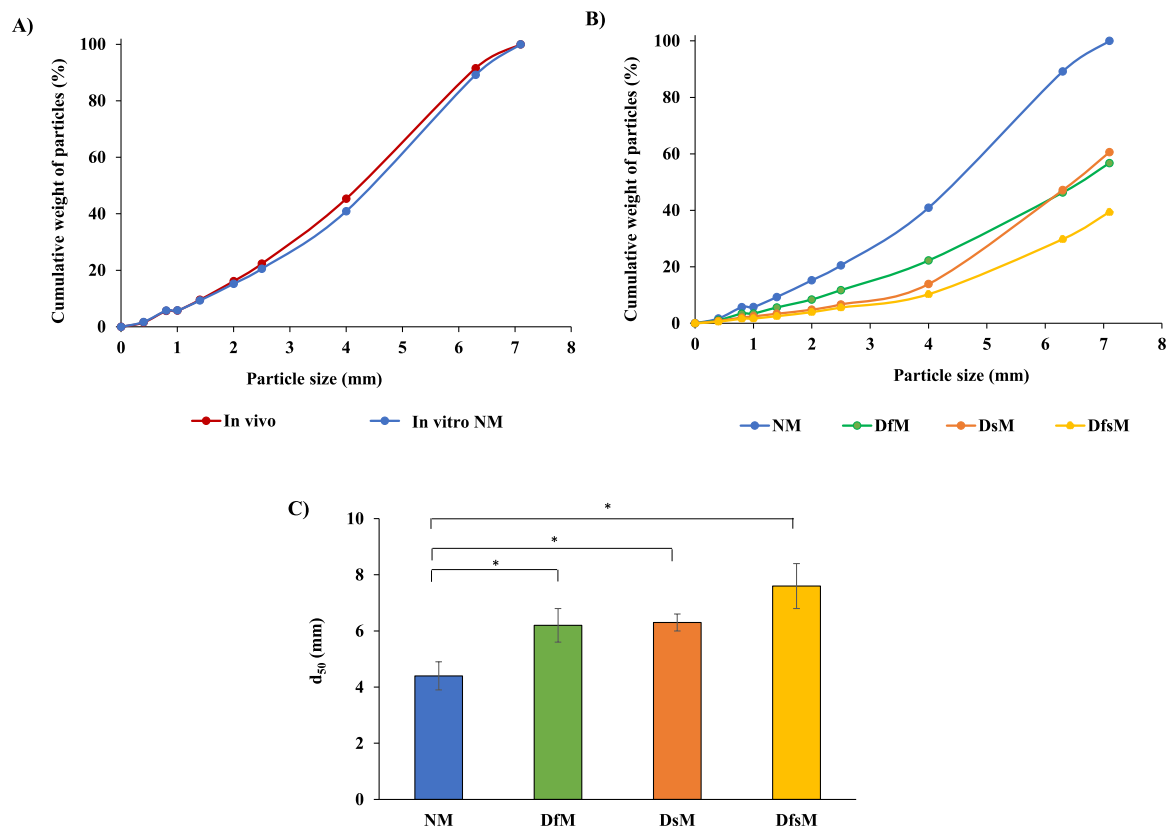 A)
Cumulative weight of particles (%)
100
80
60
40
20
0
0 1 2 3 4 5 6 7 8
Particle size (mm)
In vivo In vitro NM
B)
Cumulative weight of particles (%)
100
80
60
40
20
0
0 1 2 3 4 5 6 7 8
Particle size (mm)
NM DfM DsM DfsM
C)
d50 (mm)
10
8
6
4
2
0
*
*
*
NM DfM DsM DfsM